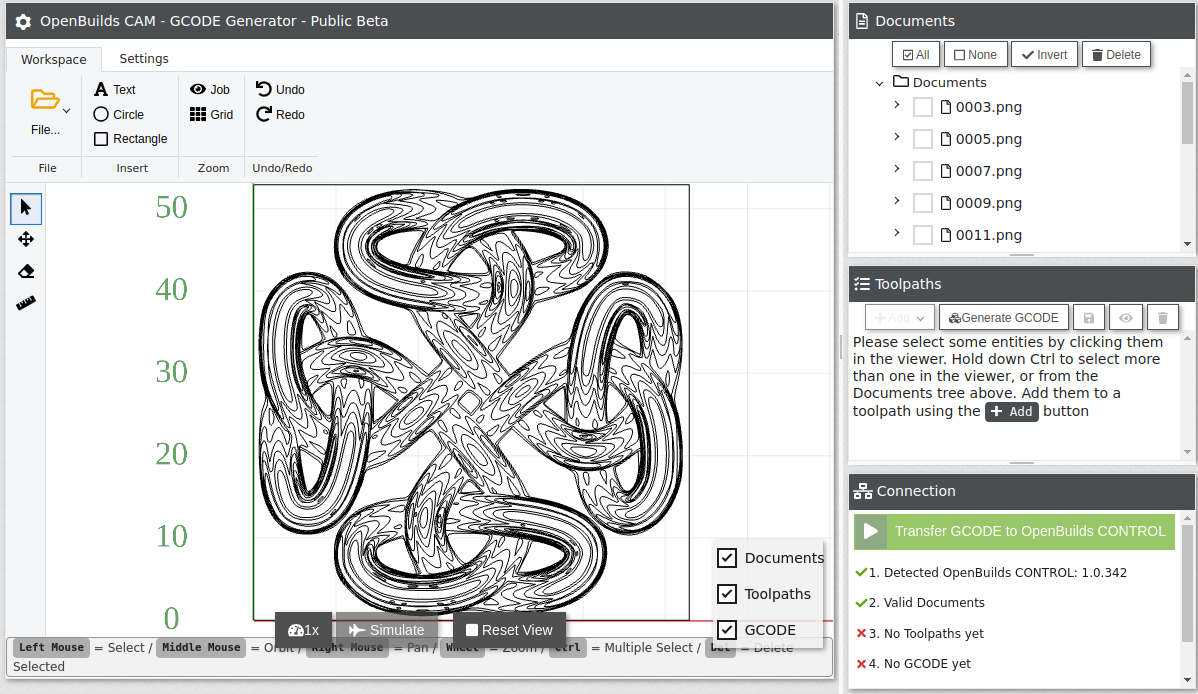 OpenBuilds CAM - GCODE Generator - Public Beta
Workspace
Settings
File...
Text
Circle
Rectangle
Job
Grid
Undo
Redo
File
Insert
Zoom
Undo/Redo
50
40
30
20
10
0
Documents
Toolpaths
GCODE
1x
Simulate
Reset View
Left Mouse = Select / Middle Mouse = Orbit / Right Mouse = Pan / Wheel = Zoom / Ctrl = Multiple Select / Del = Delete
Selected
Documents
All
None
Invert
Delete
Documents
0003.png
0005.png
0007.png
0009.png
0011.png
Toolpaths
Add
Generate GCODE
Please select some entities by clicking them
in the viewer. Hold down Ctrl to select more
than one in the viewer, or from the
Documents tree above. Add them to a
toolpath using the + Add button
Connection
Transfer GCODE to OpenBuilds CONTROL
1. Detected OpenBuilds CONTROL: 1.0.342
2. Valid Documents
3. No Toolpaths yet
4. No GCODE yet